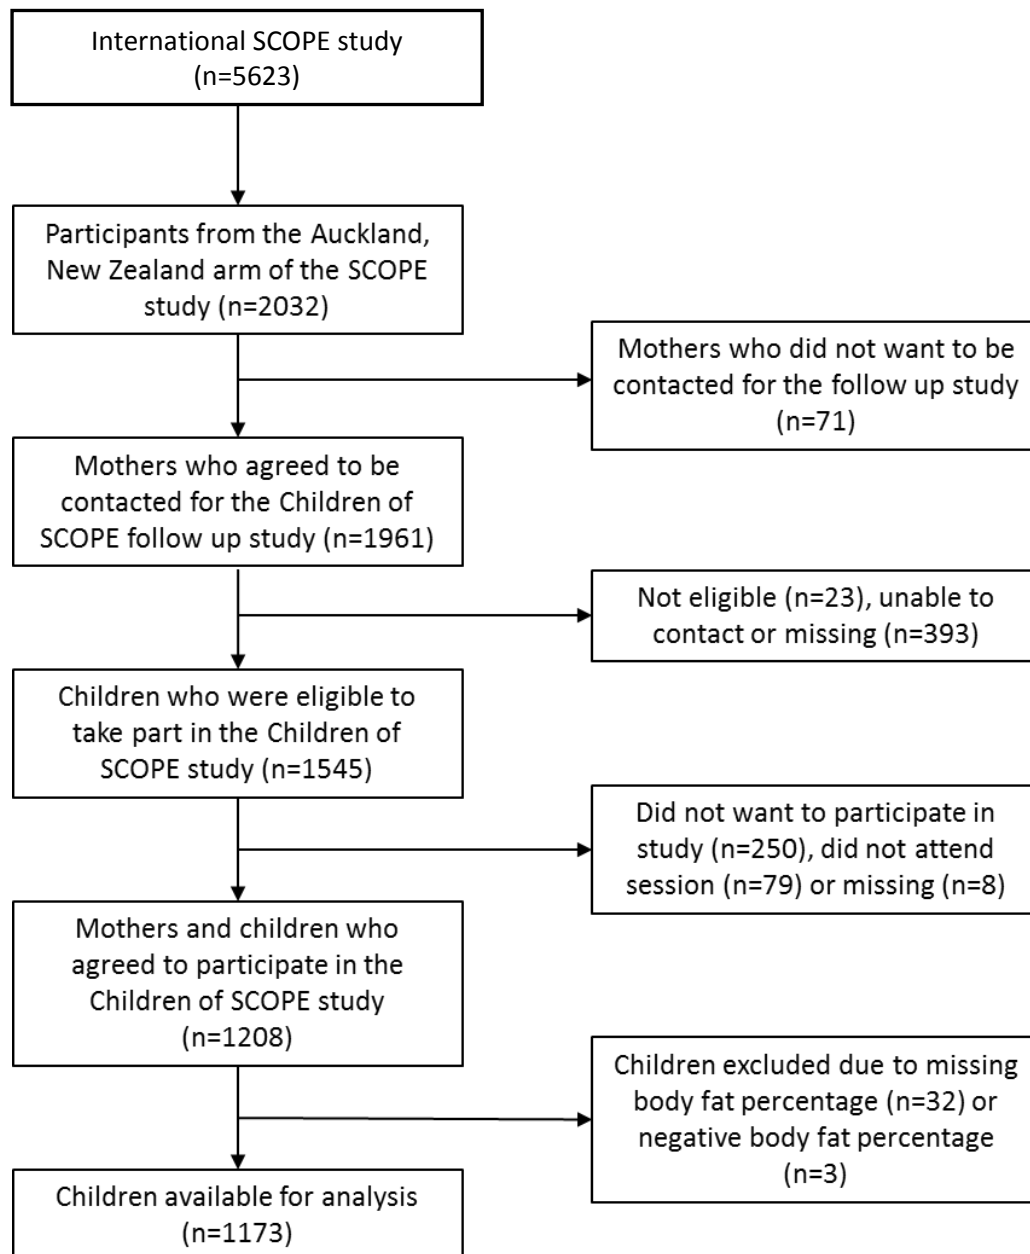 International SCOPE study
(n=5623)
Participants from the Auckland,
New Zealand arm of the SCOPE
study (n=2032)
Mothers who did not want to be
contacted for the follow up study
(n=71)
Mothers who agreed to be
contacted for the Children of
SCOPE follow up study (n=1961)
Not eligible (n=23), unable to
contact or missing (n=393)
Children who were eligible to
take part in the Children of
SCOPE study (n=1545)
Did not want to participate in
study (n=250), did not attend
session (n=79) or missing (n=8)
Mothers and children who
agreed to participate in the
Children of SCOPE study
(n=1208)
Children excluded due to missing
body fat percentage (n=32) or
negative body fat percentage
(n=3)
Children available for analysis
(n=1173)